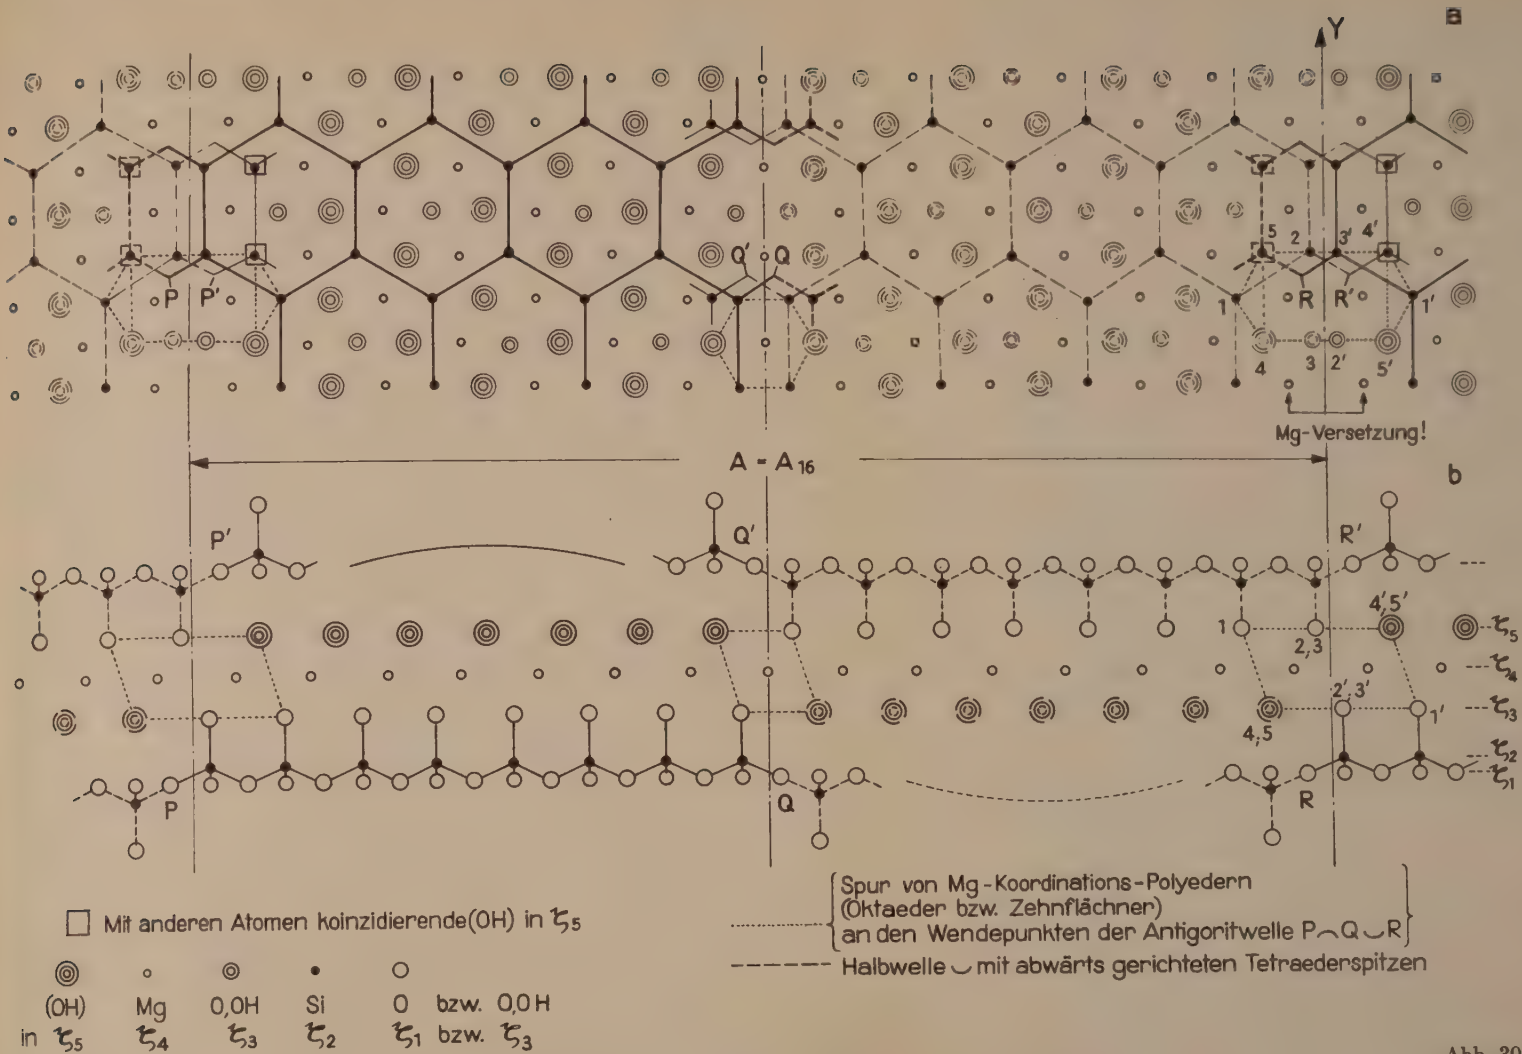 a
Y
Q' Q
5 2 3' 4'
P P'
R R'
1 1'
4 3 2' 5'
Mg-Versetzung!
A = A16
b
P' Q' R'
4',5'
1
2,3
ζ5
ζ4
2',3'
ζ3
4,5
1'
ζ2
ζ1
P Q R
Mit anderen Atomen koinzidierende(OH) in ζ5
Spur von Mg-Koordinations-Polyedern
(Oktaeder bzw. Zehnflächner)
an den Wendepunkten der Antigoritwelle P⌢Q⌣R
Halbwelle ⌣ mit abwärts gerichteten Tetraederspitzen
(OH) Mg O,OH Si O bzw. O,OH
in ζ5 ζ4 ζ3 ζ2 ζ1 bzw. ζ3